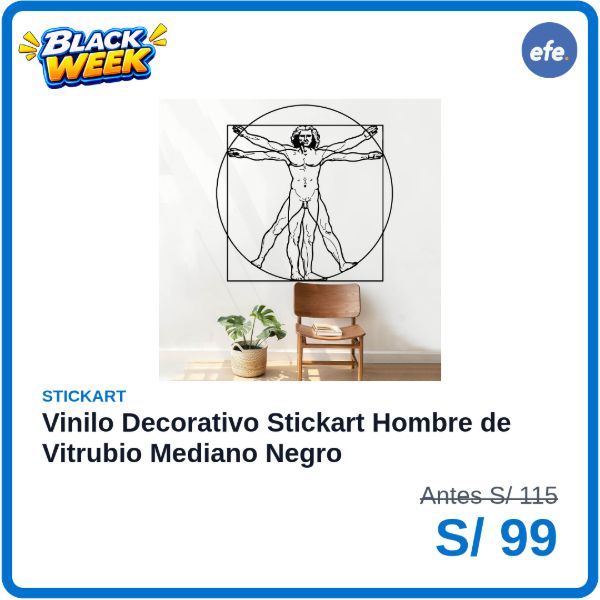 BLACK
WEEK
efe.
STICKART
Vinilo Decorativo Stickart Hombre de
Vitrubio Mediano Negro
Antes S/ 115
S/ 99